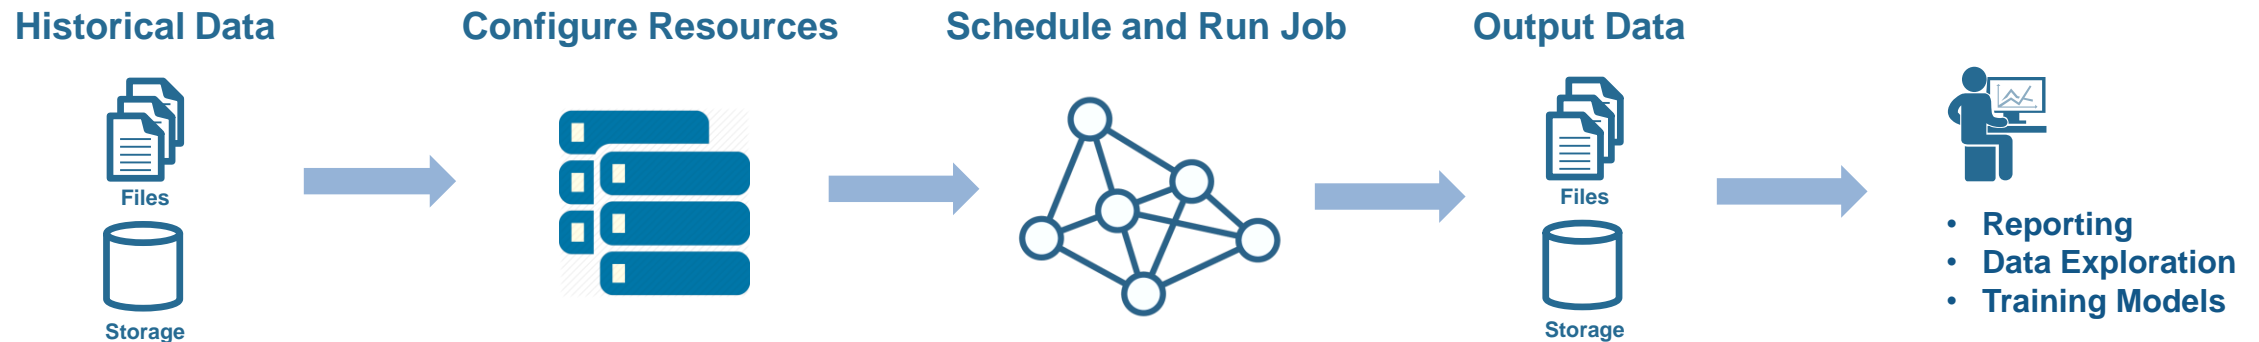 Historical Data
Configure Resources
Schedule and Run Job
Output Data
Files
Storage
Files
Storage
• Reporting
• Data Exploration
• Training Models